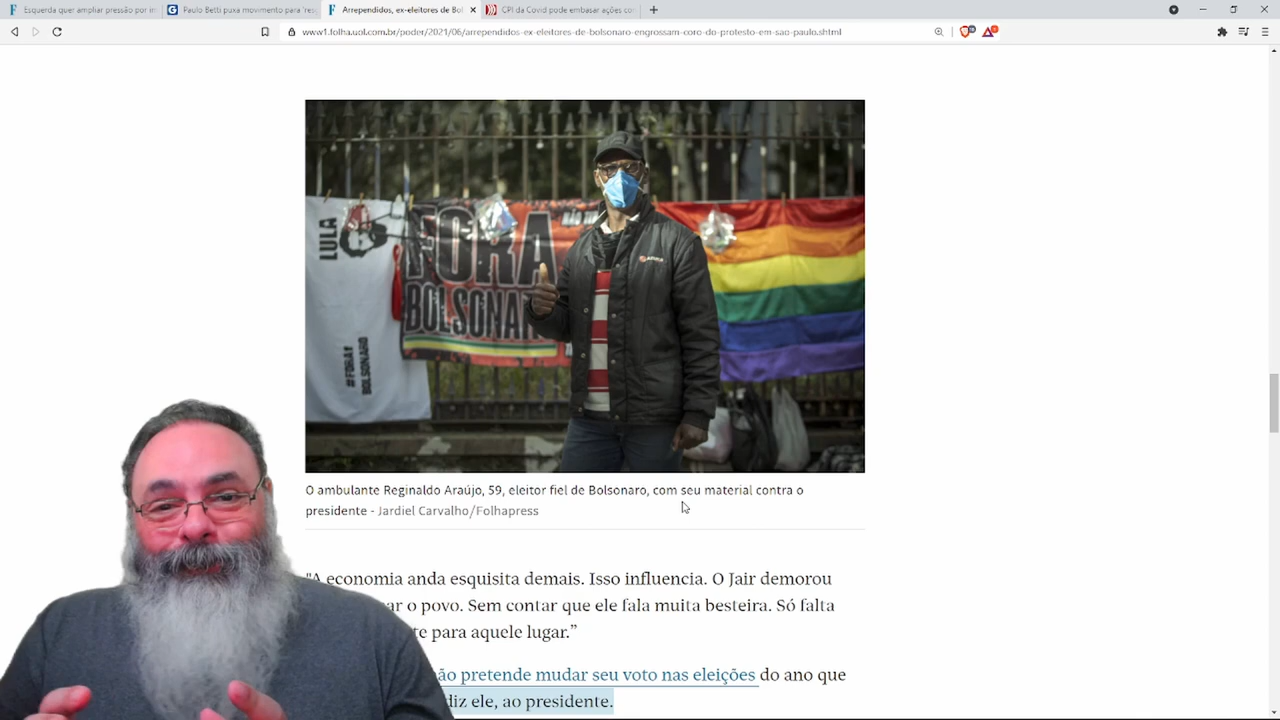 Esquerda quer ampliar pressão por im
Paulo Betti puxa movimento para 'res
Arrependidos, ex-eleitores de Bol
CPI da Covid pode embasar ações co
www1.folha.uol.com.br/poder/2021/06/arrependidos-ex-eleitores-de-bolsonaro-engrossam-coro-do-protesto-em-sao-paulo.shtml
LULA
FORA
BOLSONAR
#FORA!
BOLSONARO
O ambulante Reginaldo Araújo, 59, eleitor fiel de Bolsonaro, com seu material contra o
presidente - Jardiel Carvalho/Folhapress
"A economia anda esquisita demais. Isso influencia. O Jair demorou
ar o povo. Sem contar que ele fala muita besteira. Só falta
te para aquele lugar.”
ão pretende mudar seu voto nas eleições do ano que
diz ele, ao presidente.